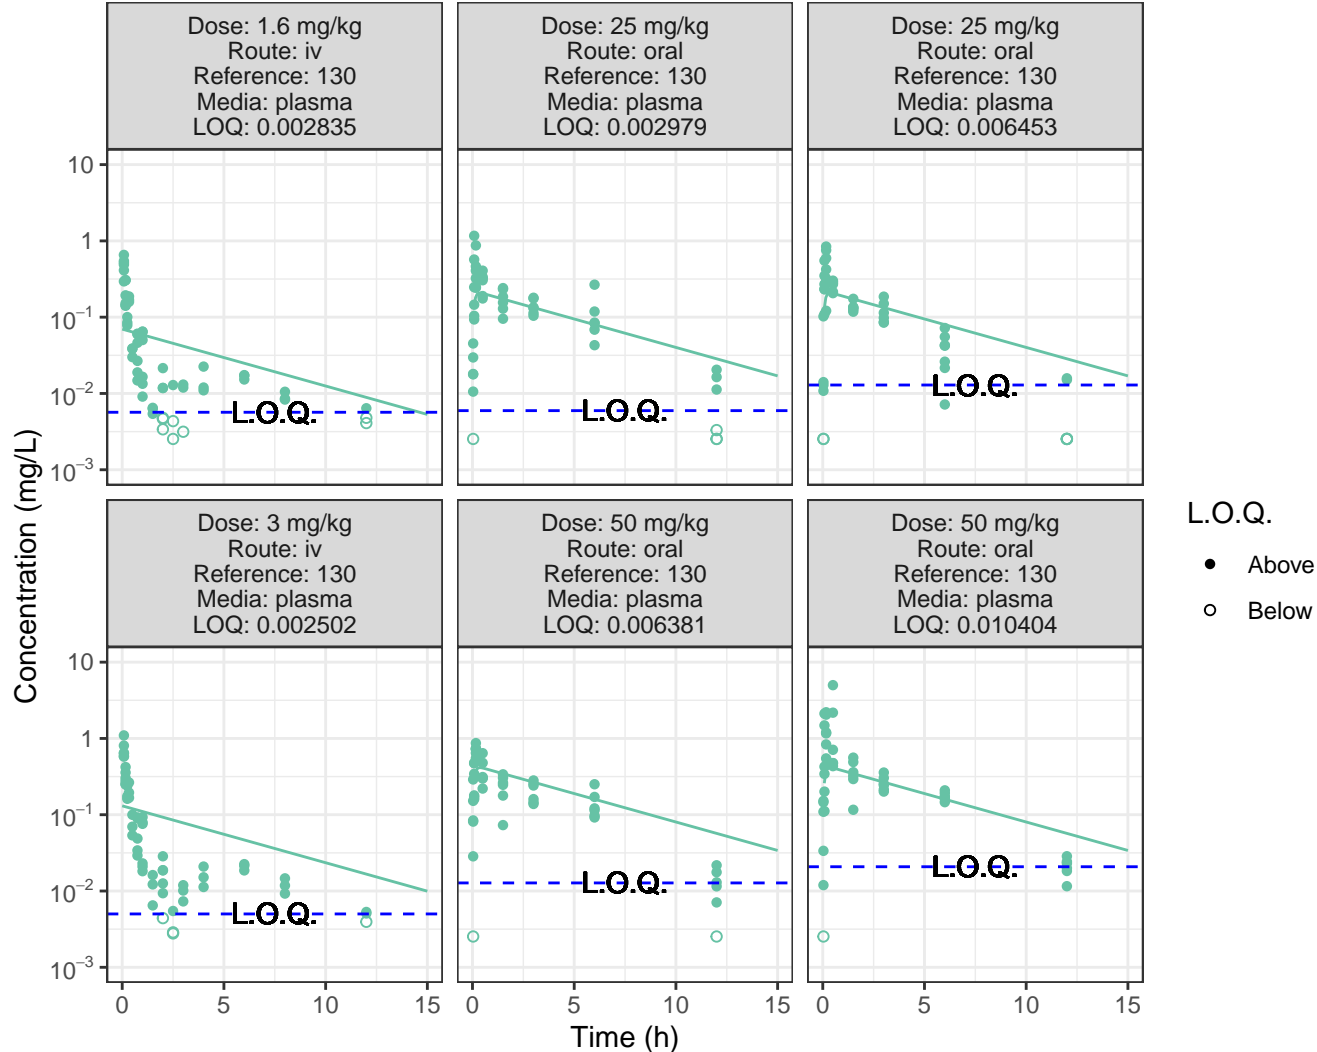 Dose: 1.6 mg/kg
Route: iv
Reference: 130
Media: plasma
LOQ: 0.002835
Dose: 25 mg/kg
Route: oral
Reference: 130
Media: plasma
LOQ: 0.002979
Dose: 25 mg/kg
Route: oral
Reference: 130
Media: plasma
LOQ: 0.006453
10
1
10⁻¹
10⁻²
10⁻³
L.O.Q.
L.O.Q.
L.O.Q.
Dose: 3 mg/kg
Route: iv
Reference: 130
Media: plasma
LOQ: 0.002502
Dose: 50 mg/kg
Route: oral
Reference: 130
Media: plasma
LOQ: 0.006381
Dose: 50 mg/kg
Route: oral
Reference: 130
Media: plasma
LOQ: 0.010404
10
1
10⁻¹
10⁻²
10⁻³
L.O.Q.
L.O.Q.
L.O.Q.
0 5 10 15
0 5 10 15
0 5 10 15
Time (h)
Concentration (mg/L)
L.O.Q.
Above
Below